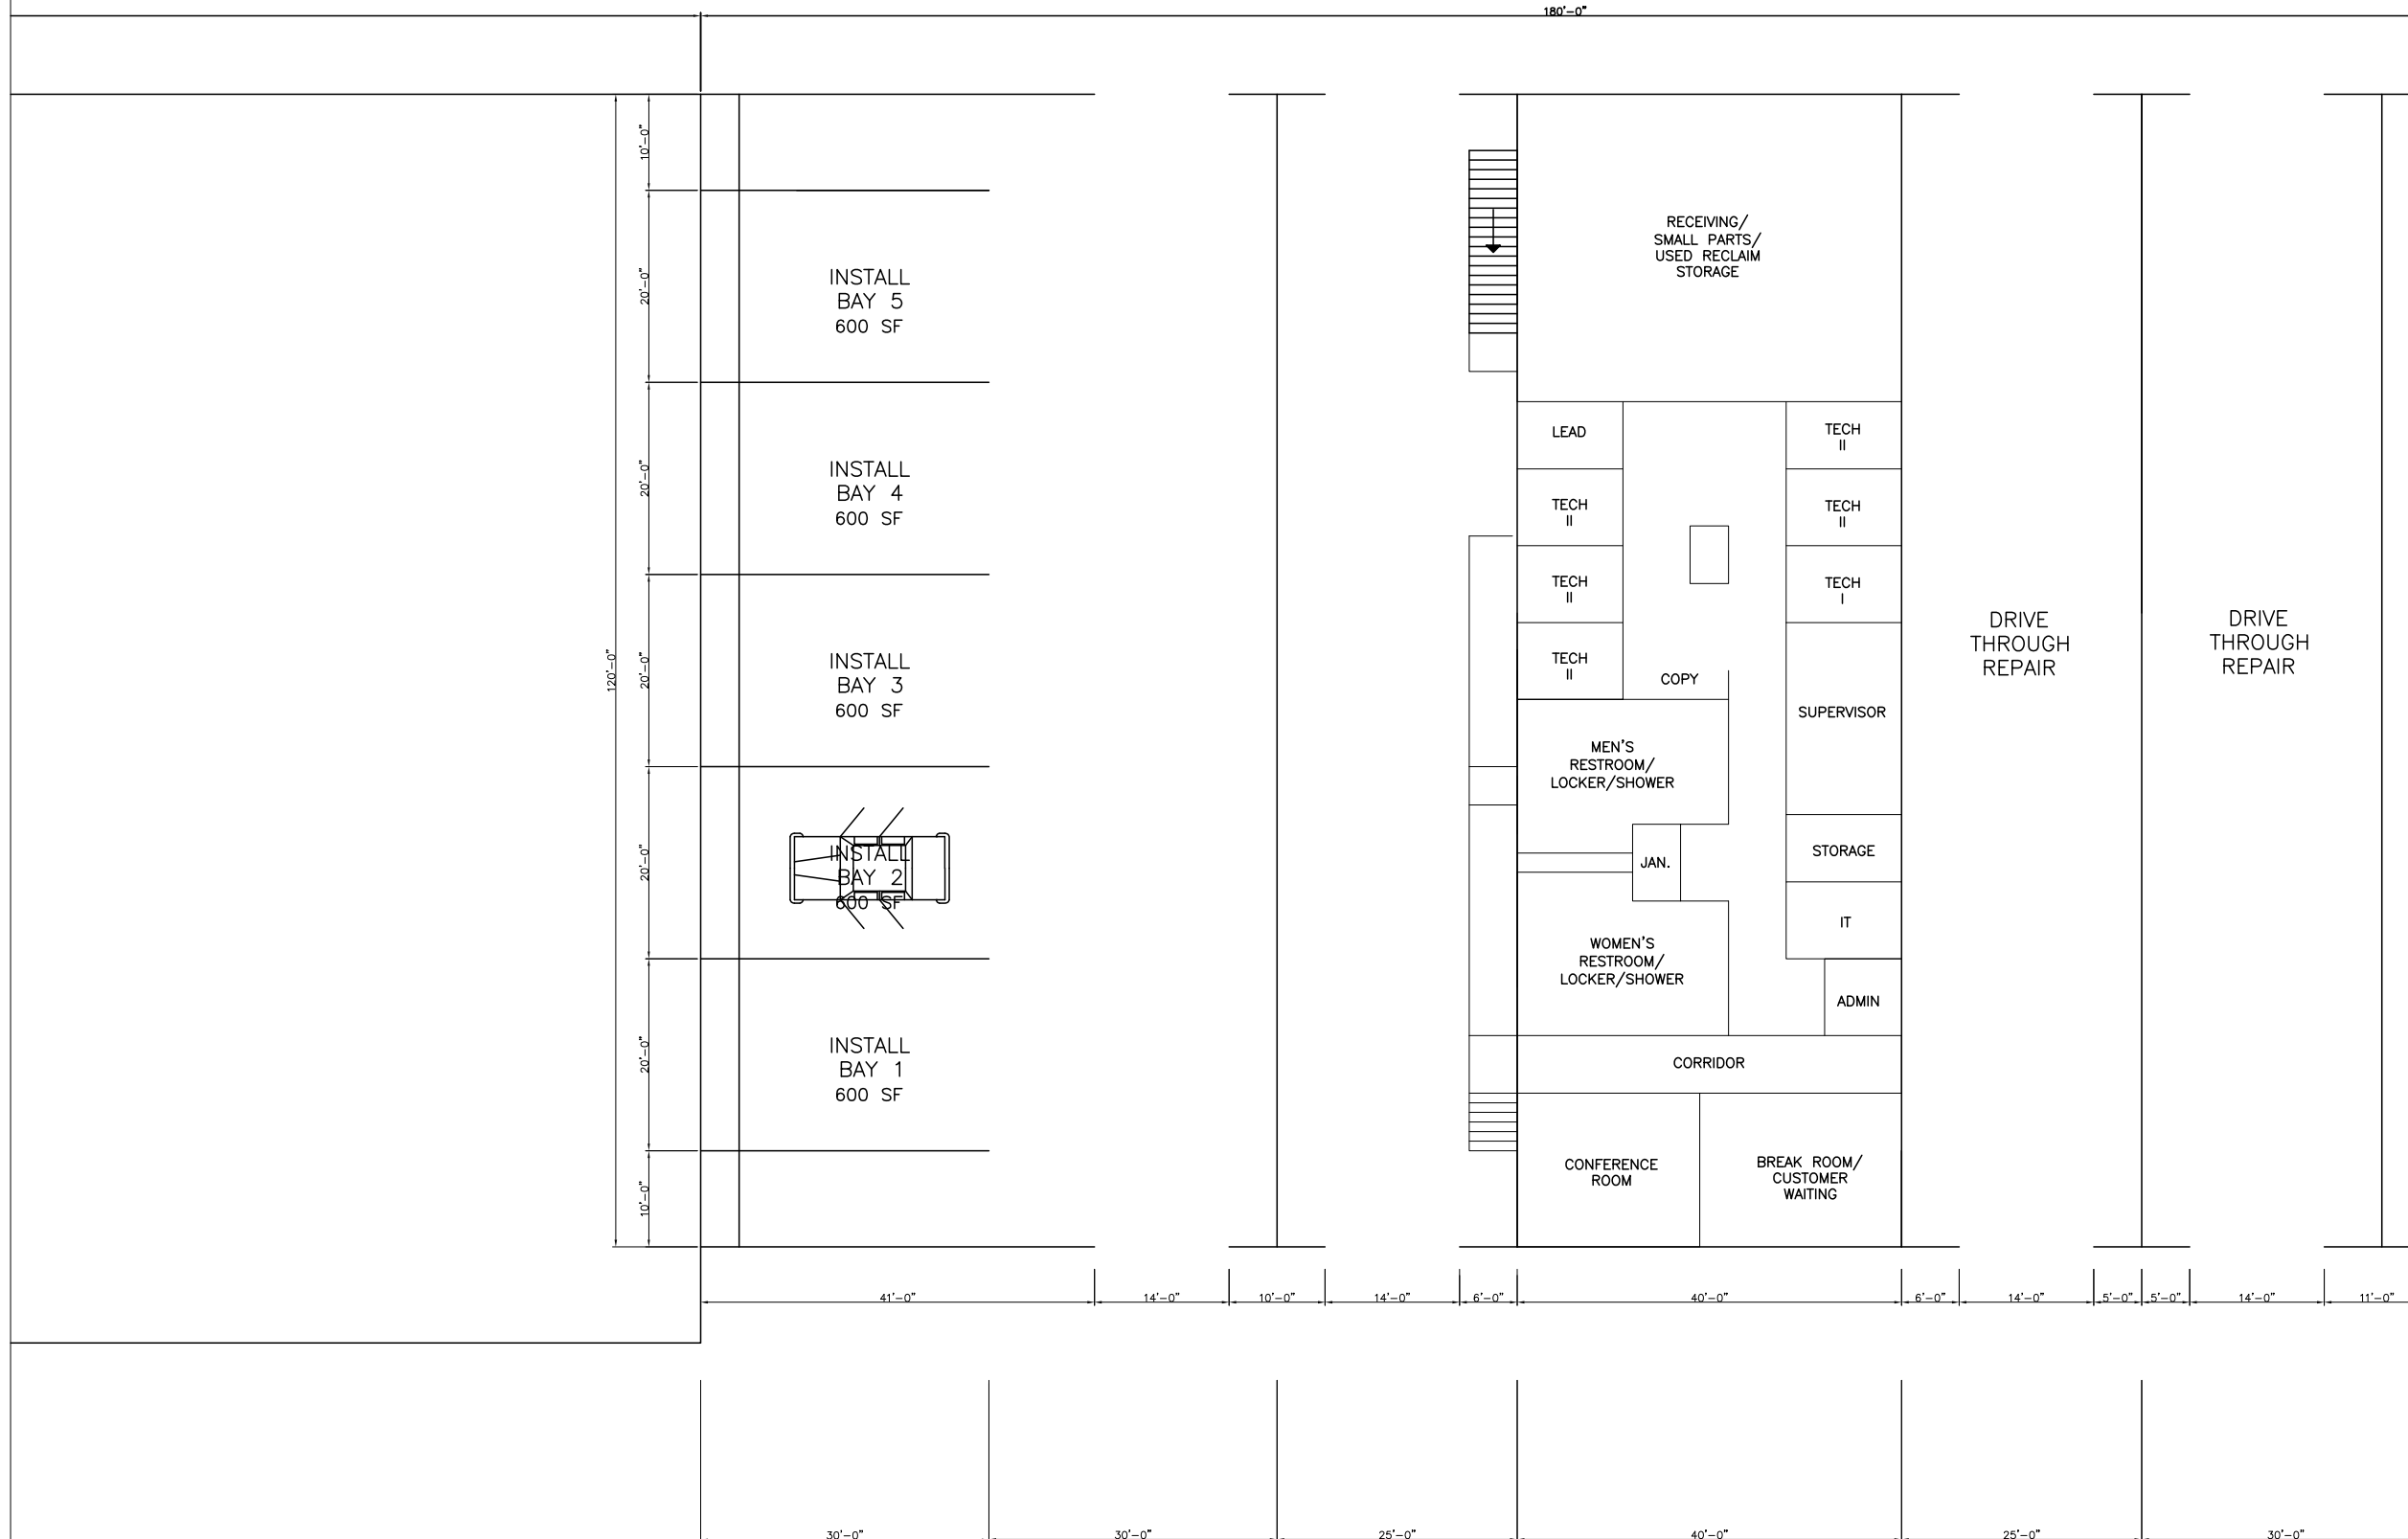 180'-0"
10'-0"
20'-0"
20'-0"
120'-0"
20'-0"
20'-0"
20'-0"
10'-0"
INSTALL
BAY 5
600 SF
INSTALL
BAY 4
600 SF
INSTALL
BAY 3
600 SF
INSTALL
BAY 2
600 SF
INSTALL
BAY 1
600 SF
RECEIVING/
SMALL PARTS/
USED RECLAIM
STORAGE
LEAD
TECH
II
TECH
II
TECH
II
TECH
II
TECH
II
TECH
I
COPY
SUPERVISOR
MEN'S
RESTROOM/
LOCKER/SHOWER
JAN.
STORAGE
IT
WOMEN'S
RESTROOM/
LOCKER/SHOWER
ADMIN
CORRIDOR
CONFERENCE
ROOM
BREAK ROOM/
CUSTOMER
WAITING
DRIVE
THROUGH
REPAIR
DRIVE
THROUGH
REPAIR
41'-0"
14'-0"
10'-0"
14'-0"
6'-0"
40'-0"
6'-0"
14'-0"
5'-0"
5'-0"
14'-0"
11'-0"
30'-0"
30'-0"
25'-0"
40'-0"
25'-0"
30'-0"